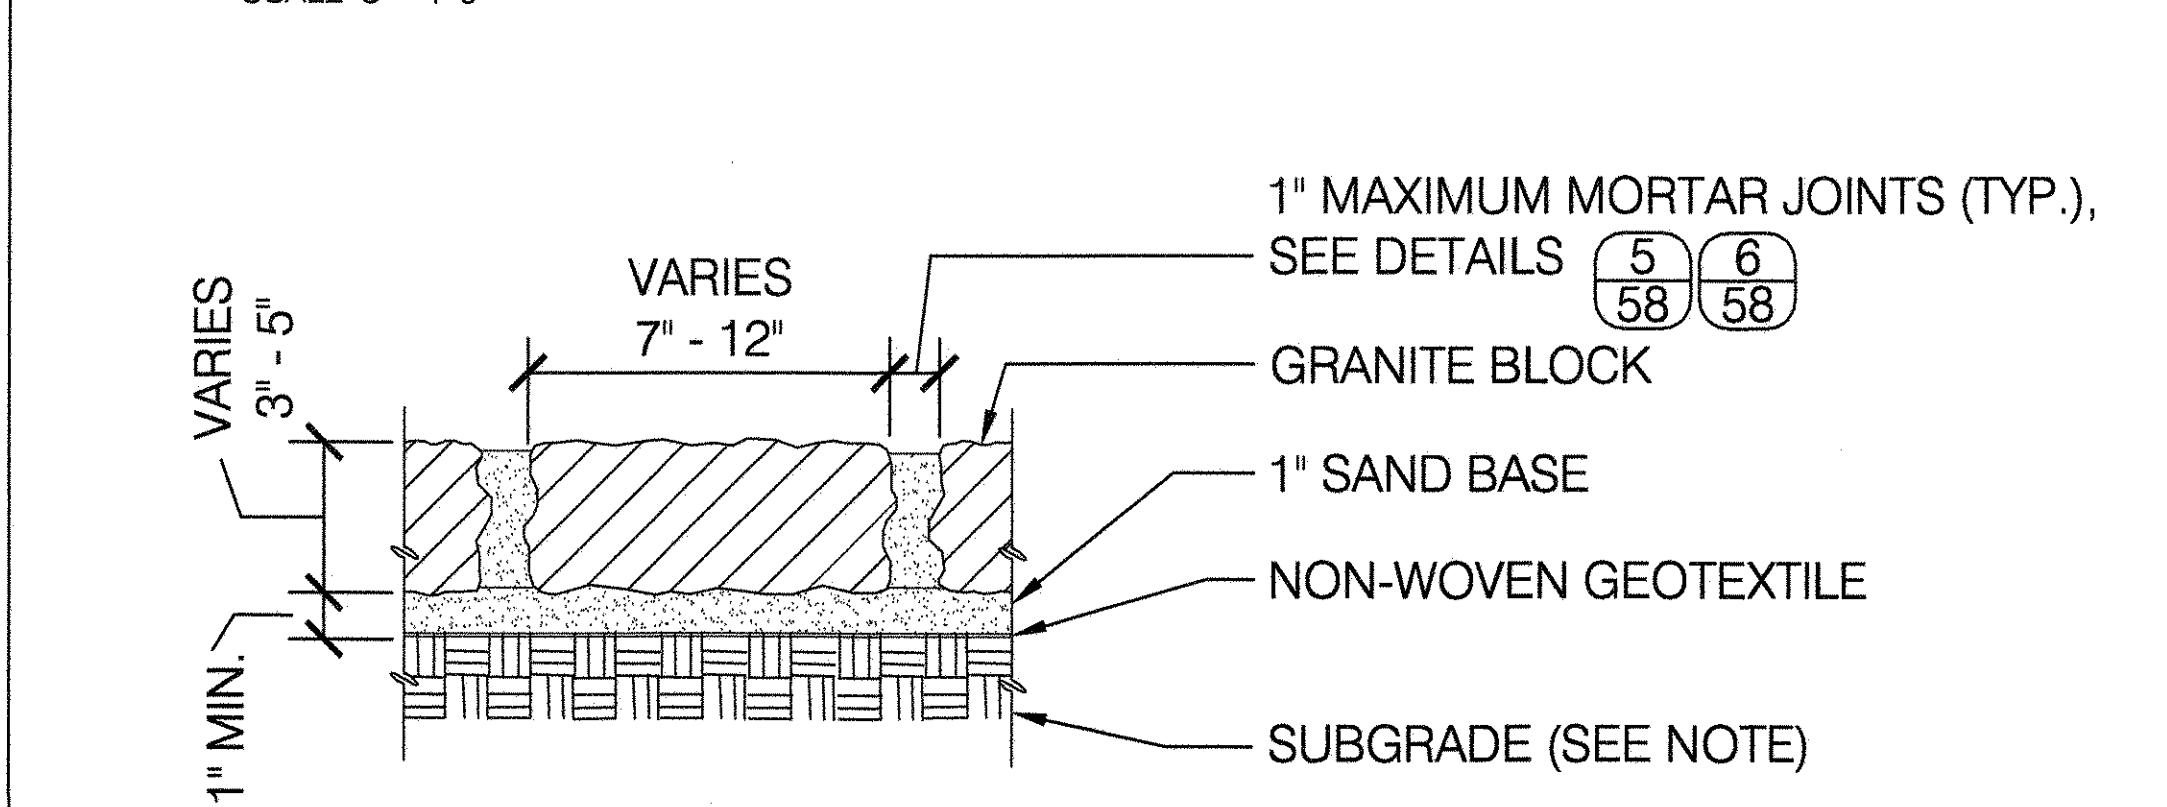 1" MAXIMUM MORTAR JOINTS (TYP.),
SEE DETAILS 5 6
58 58
VARIES
7" - 12"
VARIES
3" - 5"
GRANITE BLOCK
1" SAND BASE
NON-WOVEN GEOTEXTILE
1" MIN.
SUBGRADE (SEE NOTE)